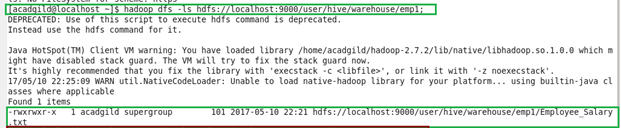 ls: No FileSystem for scheme: https
[acadgild@localhost ~]$ hadoop dfs -ls hdfs://localhost:9000/user/hive/warehouse/emp1;
DEPRECATED: Use of this script to execute hdfs command is deprecated.
Instead use the hdfs command for it.
Java HotSpot(TM) Client VM warning: You have loaded library /home/acadgild/hadoop-2.7.2/lib/native/libhadoop.so.1.0.0 which m
ight have disabled stack guard. The VM will try to fix the stack guard now.
It's highly recommended that you fix the library with 'execstack -c <libfile>', or link it with '-z noexecstack'.
17/05/10 22:25:09 WARN util.NativeCodeLoader: Unable to load native-hadoop library for your platform... using builtin-java cl
asses where applicable
Found 1 items
-rwxrwxr-x   1 acadgild supergroup        101 2017-05-10 22:21 hdfs://localhost:9000/user/hive/warehouse/emp1/Employee_Salary
.txt